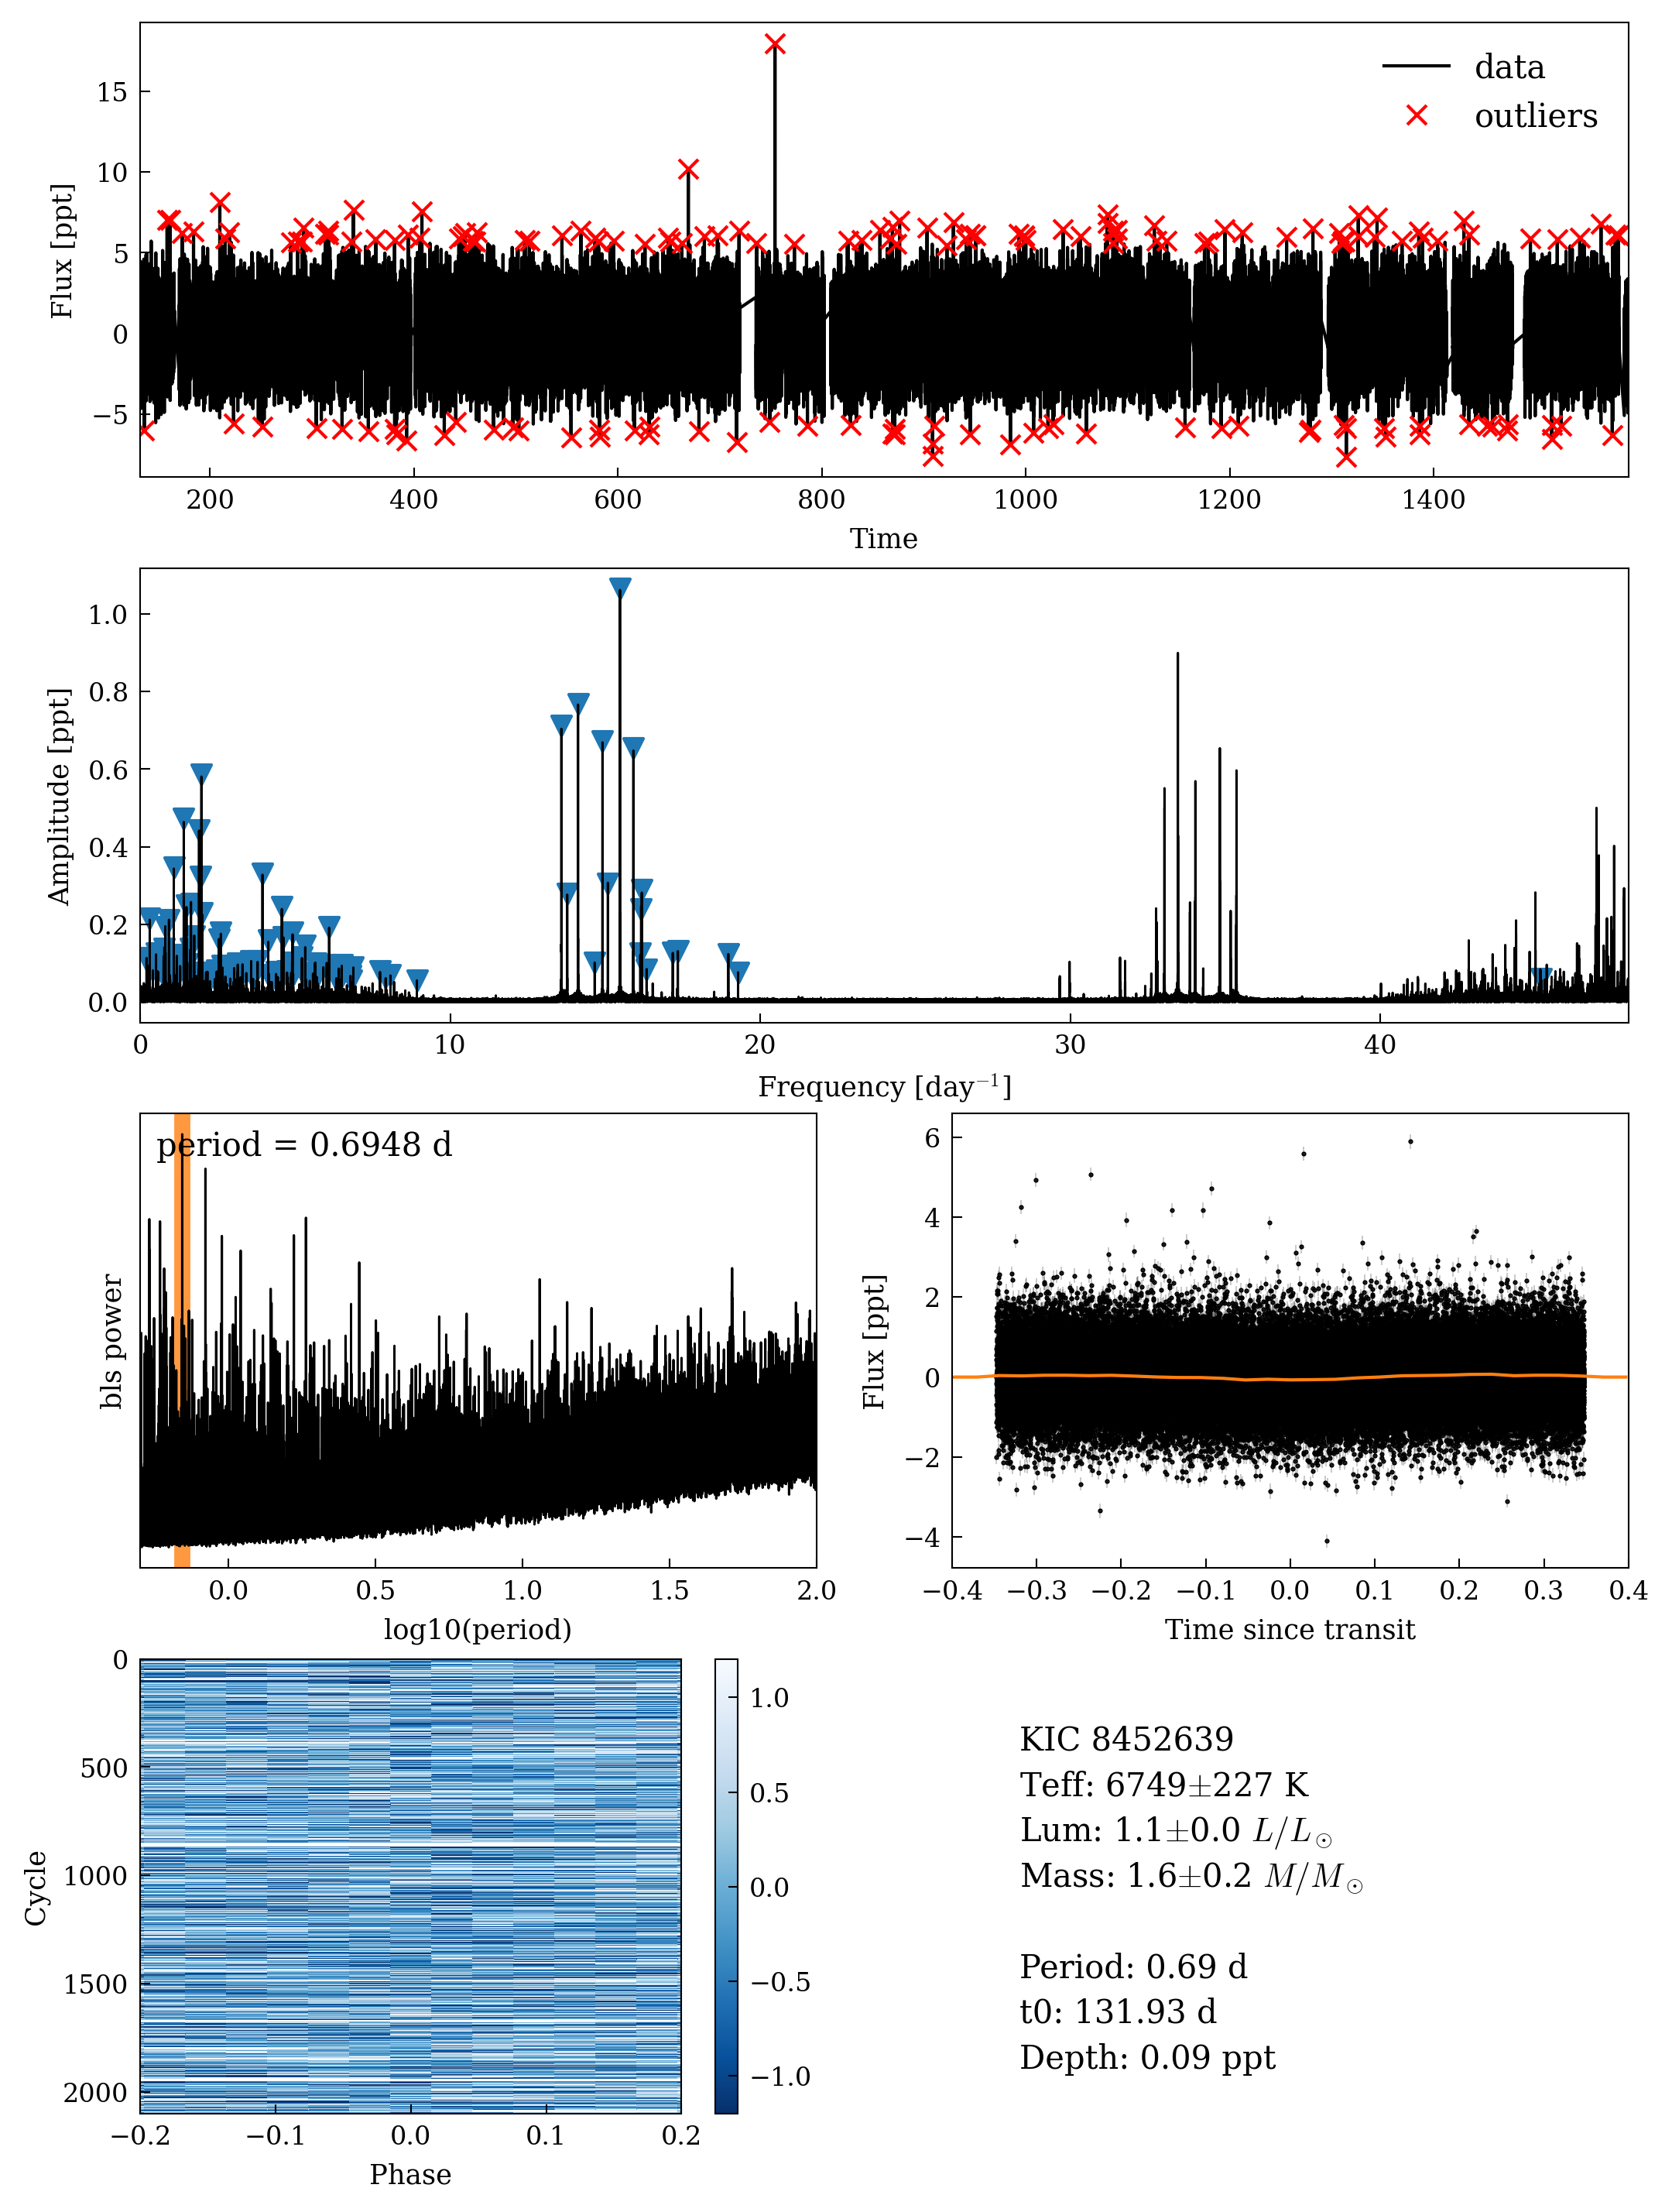 data
outliers
15
10
5
0
−5
Flux [ppt]
200 400 600 800 1000 1200 1400
Time
1.0
0.8
0.6
0.4
0.2
0.0
Amplitude [ppt]
0 10 20 30 40
Frequency [day⁻¹]
period = 0.6948 d
bls power
0.0 0.5 1.0 1.5 2.0
log10(period)
6
4
2
0
−2
−4
Flux [ppt]
−0.4 −0.3 −0.2 −0.1 0.0 0.1 0.2 0.3 0.4
Time since transit
0
500
1000
1500
2000
Cycle
−0.2 −0.1 0.0 0.1 0.2
Phase
1.0
0.5
0.0
−0.5
−1.0
KIC 8452639
Teff: 6749±227 K
Lum: 1.1±0.0 L/L⊙
Mass: 1.6±0.2 M/M⊙
Period: 0.69 d
t0: 131.93 d
Depth: 0.09 ppt